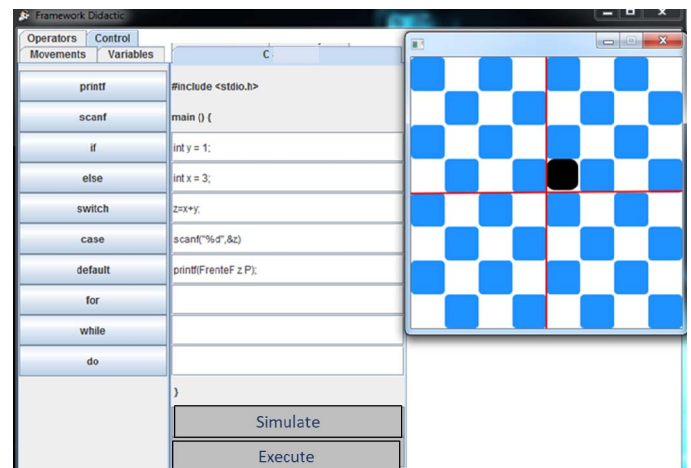 Framework Didactic
Operators Control
Movements Variables
C
printf
scanf
if
else
switch
case
default
for
while
do
#include <stdio.h>
main () {
int y = 1;
int x = 3;
z=x+y;
scanf("%d",&z)
printf(FrenteF z P);
}
Simulate
Execute